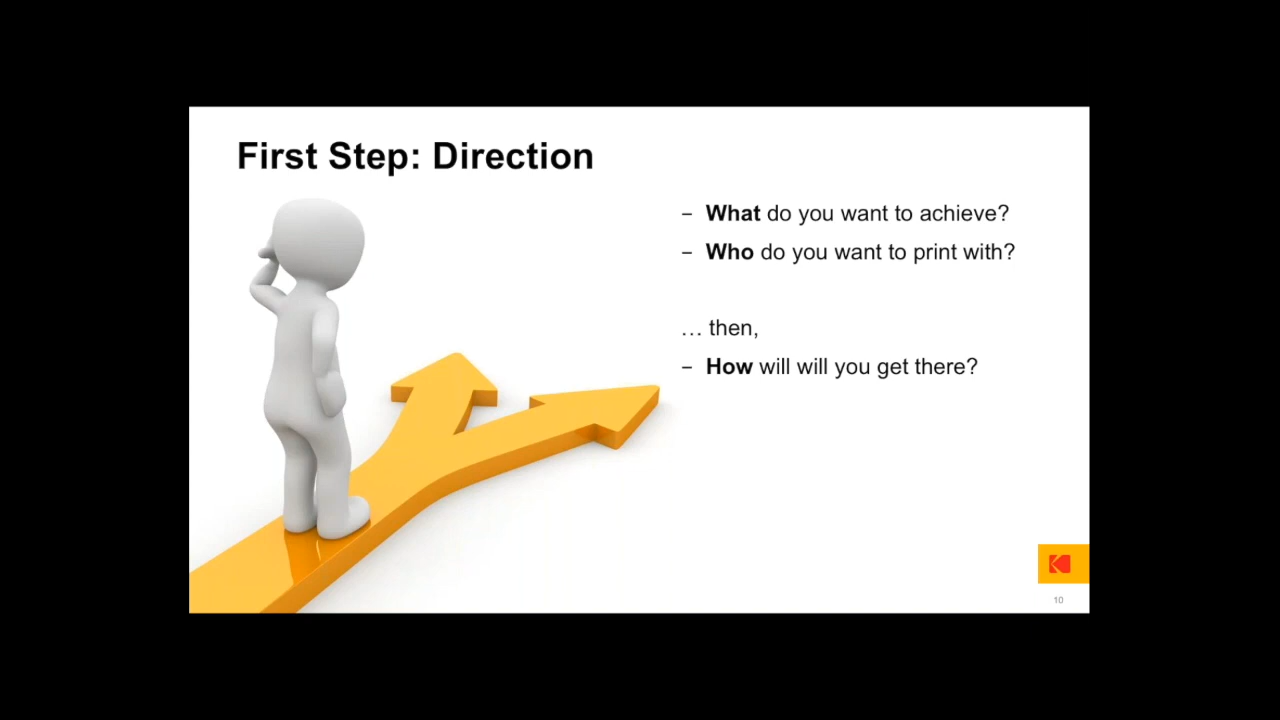 First Step: Direction
– What do you want to achieve?
– Who do you want to print with?
… then,
– How will will you get there?
10